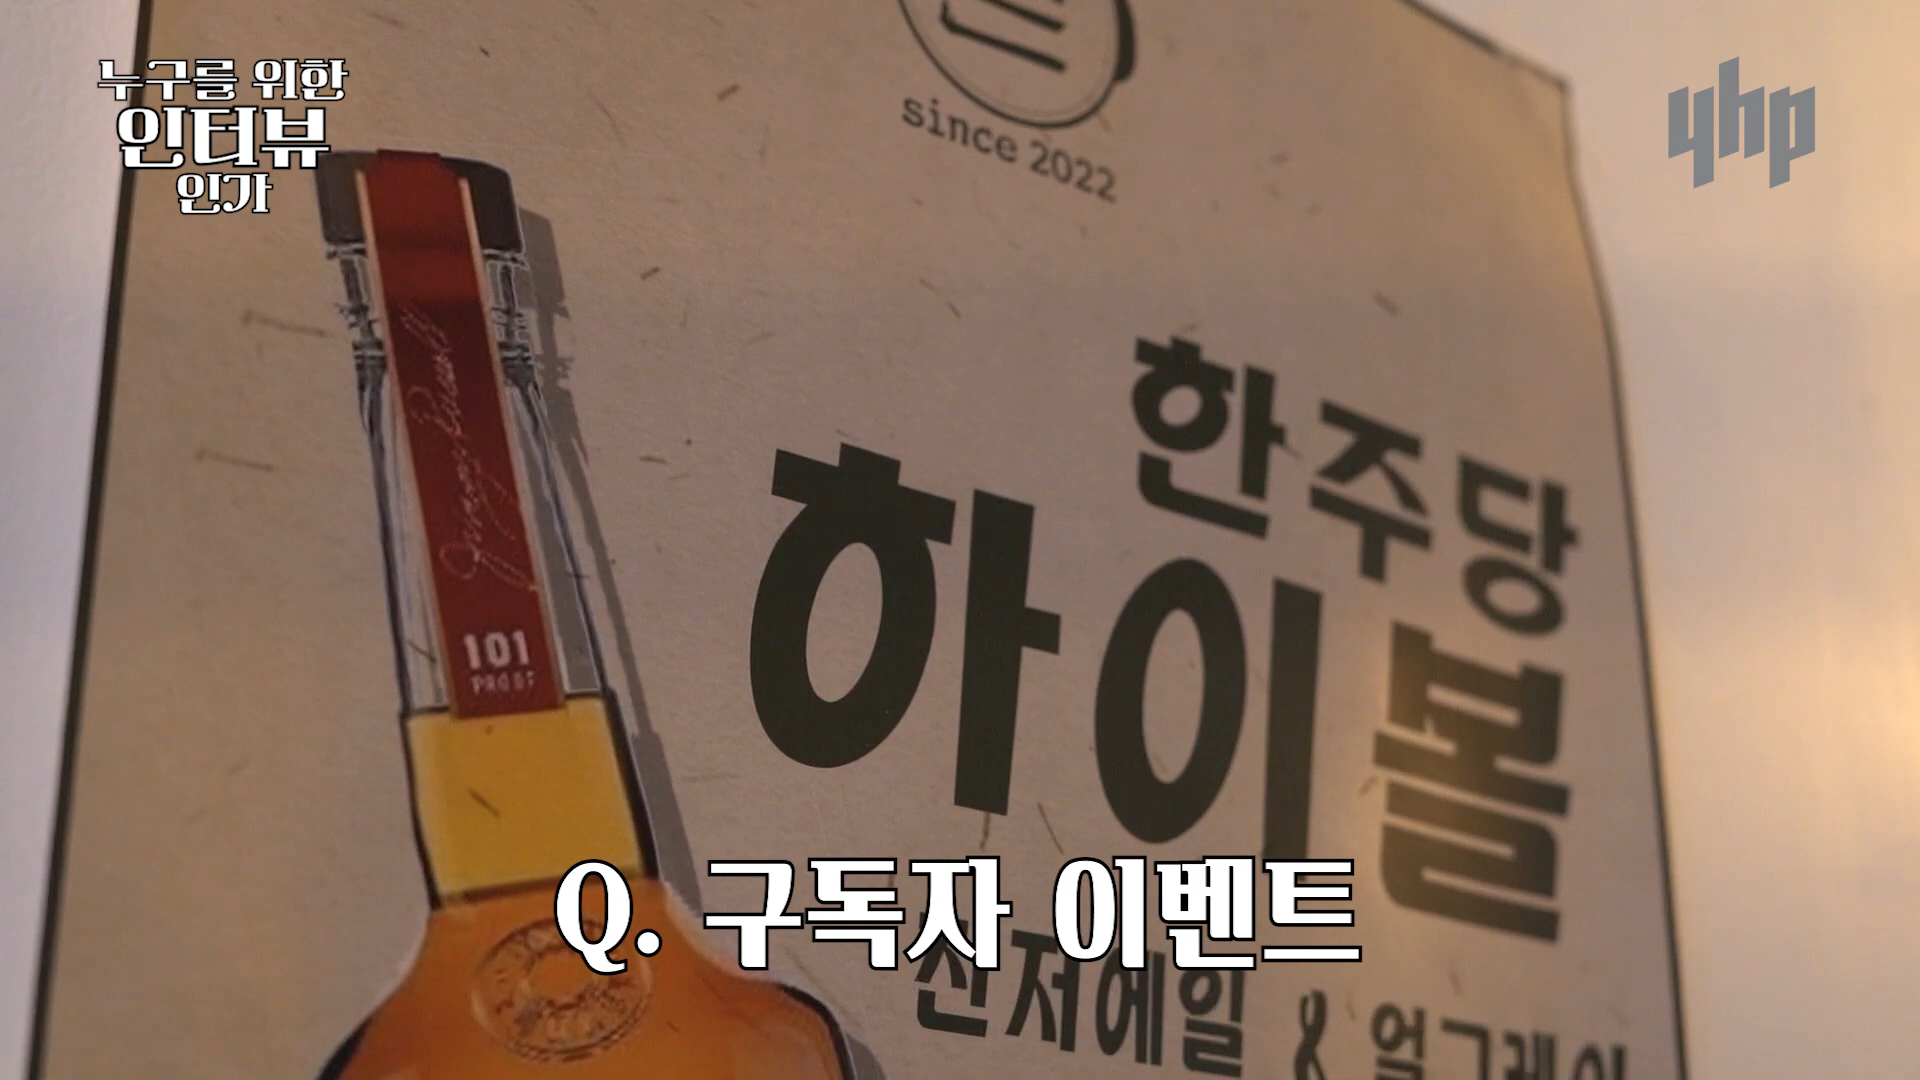 누구를 위한
인터뷰
인가
yhp
since 2022
한주당
하이볼
101
PROOF
Q. 구독자 이벤트
진저에일 & 얼그레이